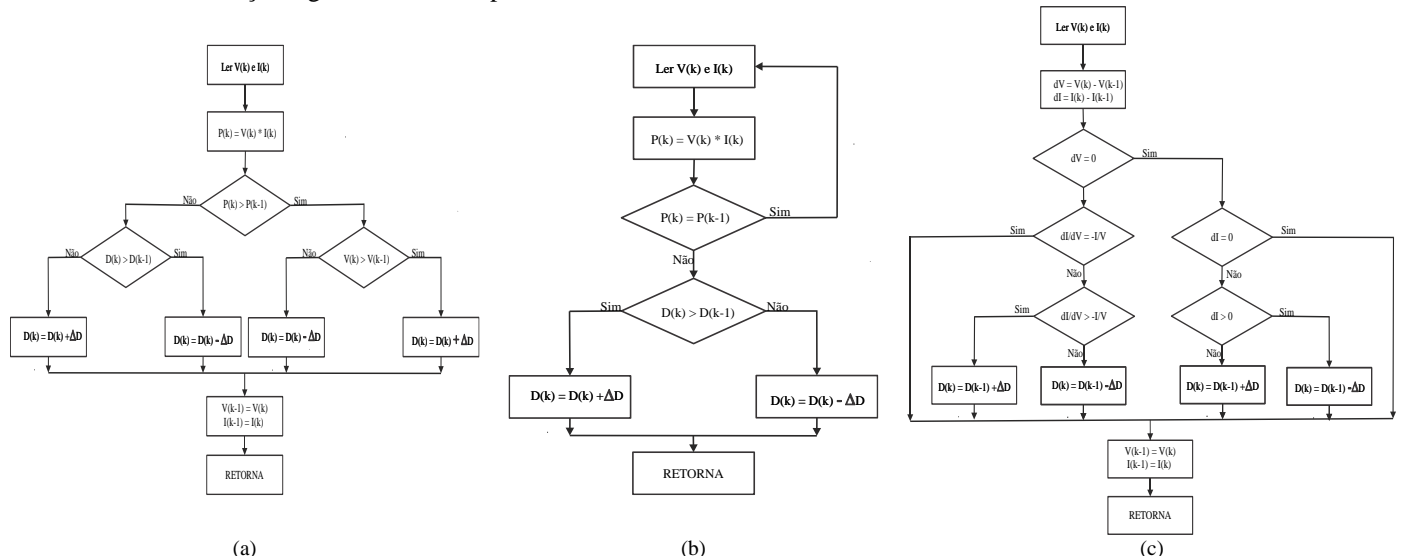 Ler V(k) e I(k)
P(k) = V(k) * I(k)
P(k) > P(k-1)
Não
Sim
D(k) > D(k-1)
Não
Sim
V(k) > V(k-1)
Não
Sim
D(k) = D(k) + ΔD
D(k) = D(k) - ΔD
D(k) = D(k) - ΔD
D(k) = D(k) + ΔD
V(k-1) = V(k)
I(k-1) = I(k)
RETORNA
(a)
Ler V(k) e I(k)
P(k) = V(k) * I(k)
P(k) = P(k-1)
Sim
Não
D(k) > D(k-1)
Sim
Não
D(k) = D(k) + ΔD
D(k) = D(k) - ΔD
RETORNA
(b)
Ler V(k) e I(k)
dV = V(k) - V(k-1)
dI = I(k) - I(k-1)
dV = 0
Sim
dI/dV = -I/V
Sim
Não
dI = 0
Sim
Não
dI/dV > -I/V
Sim
Não
dI > 0
Sim
Não
D(k) = D(k-1) + ΔD
D(k) = D(k-1) - ΔD
D(k) = D(k-1) + ΔD
D(k) = D(k-1) - ΔD
V(k-1) = V(k)
I(k-1) = I(k)
RETORNA
(c)